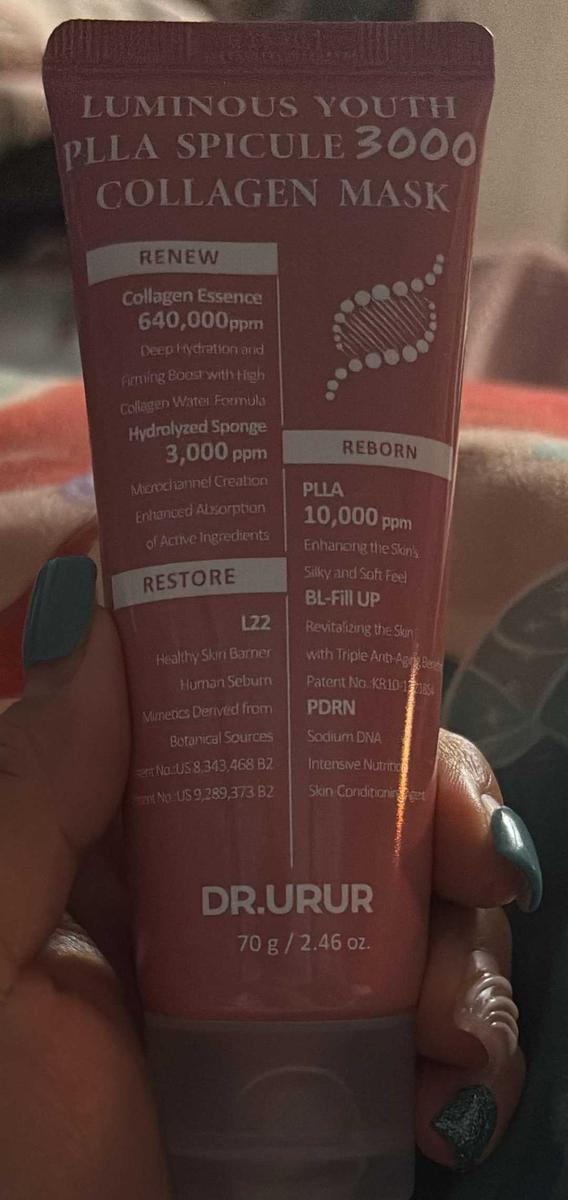 LUMINOUS YOUTH
PLLA SPICULE 3000
COLLAGEN MASK
RENEW
Collagen Essence
640,000ppm
Deep Hydration and
Firming Boost with High
Collagen Water Formula
Hydrolyzed Sponge
3,000 ppm
Microchannel Creation
Enhanced Absorption
of Active Ingredients
RESTORE
L22
Healthy Skin Barrier
Human Sebum
Mimetics Derived from
Botanical Sources
No.:US 8,343,468 B2
No.:US 9,289,373 B2
REBORN
PLLA
10,000 ppm
Enhancing the Skin's
Silky and Soft Feel
BL-Fill UP
Revitalizing the Skin
with Triple Anti-Aging
Patent No.:
PDRN
Sodium DNA
Intensive Nutrition
Skin-Conditioning Agent
DR.URUR
70 g / 2.46 oz.